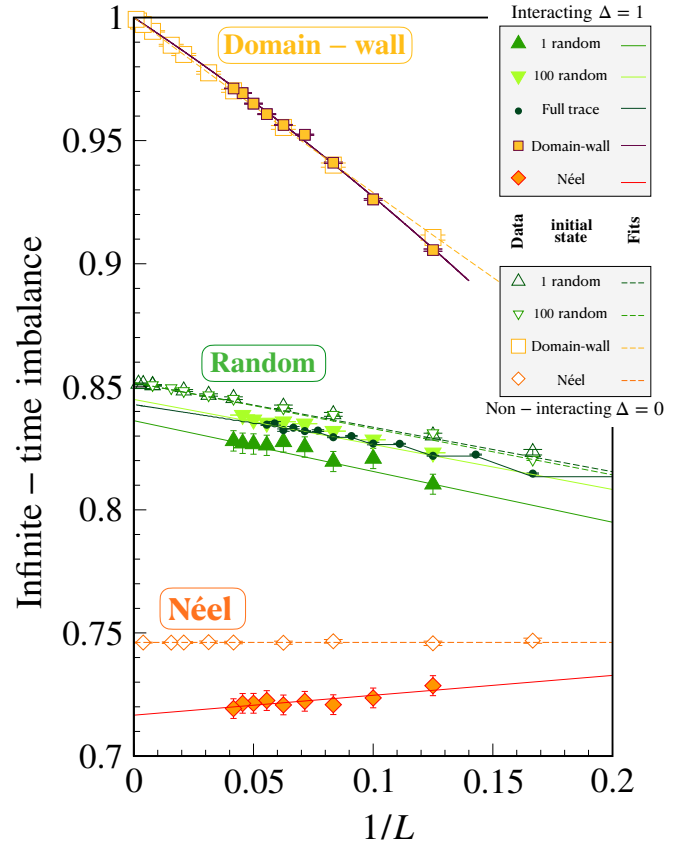 Interacting Δ = 1
1 random
100 random
Full trace
Domain-wall
Néel
Data
initial state
Fits
1 random
100 random
Domain-wall
Néel
Non − interacting Δ = 0
Domain − wall
Random
Néel
Infinite − time imbalance
1
0.95
0.9
0.85
0.8
0.75
0.7
0
0.05
0.1
0.15
0.2
1/L